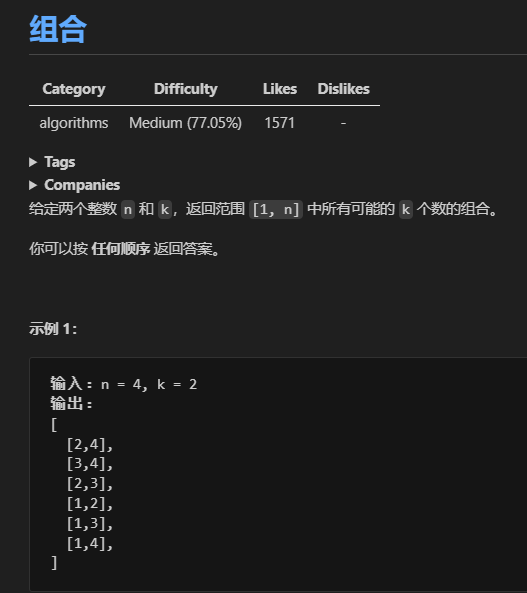 组合
Category Difficulty Likes Dislikes
algorithms Medium (77.05%) 1571 -
▶ Tags
▶ Companies
给定两个整数 n 和 k，返回范围 [1, n] 中所有可能的 k 个数的组合。
你可以按 任何顺序 返回答案。
示例 1：
输入：n = 4, k = 2
输出：
[
  [2,4],
  [3,4],
  [2,3],
  [1,2],
  [1,3],
  [1,4],
]